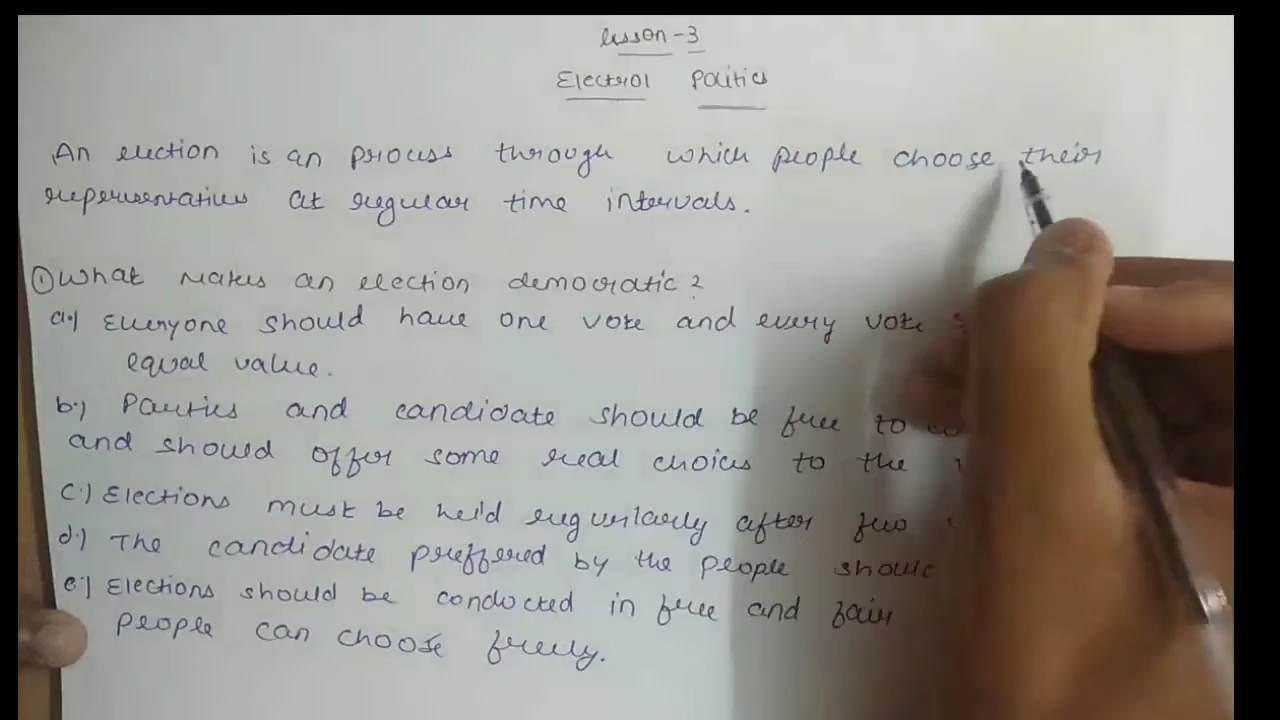 Lesson-3
Electrol Politics
An election is an process through which people choose their
representatives at regular time intervals.
① What makes an election democratic?
a.) Everyone should have one vote and every vote
equal value.
b.) Parties and candidate should be free to
and should offer some real choices to the
c.) Elections must be held regularly after few
d.) The candidate preffered by the people should
e.) Elections should be conducted in free and fair
people can choose freely.